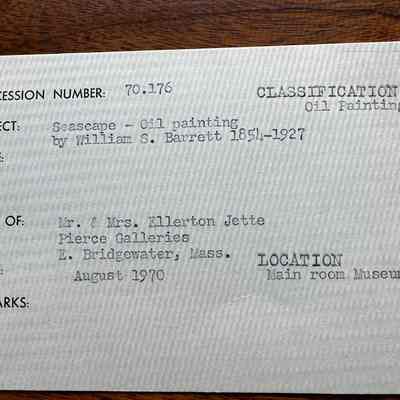 CESSION NUMBER: 70.176 CLASSIFICATION
Oil Painting
ECT: Seascape - Oil painting
by William S. Barrett 1854-1927
OF: Mr. & Mrs. Ellerton Jette
Pierce Galleries
E. Bridgewater, Mass. LOCATION
August 1970 Main room Museum
ARKS: